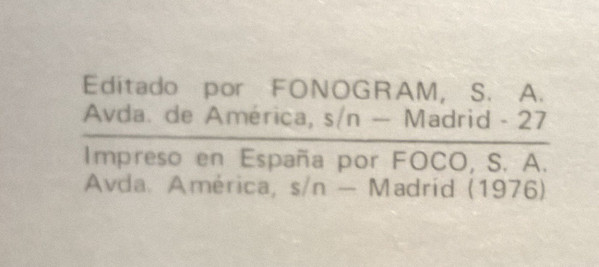 Editado por FONOGRAM, S. A.
Avda. de América, s/n — Madrid - 27
Impreso en España por FOCO, S. A.
Avda. América, s/n — Madrid (1976)